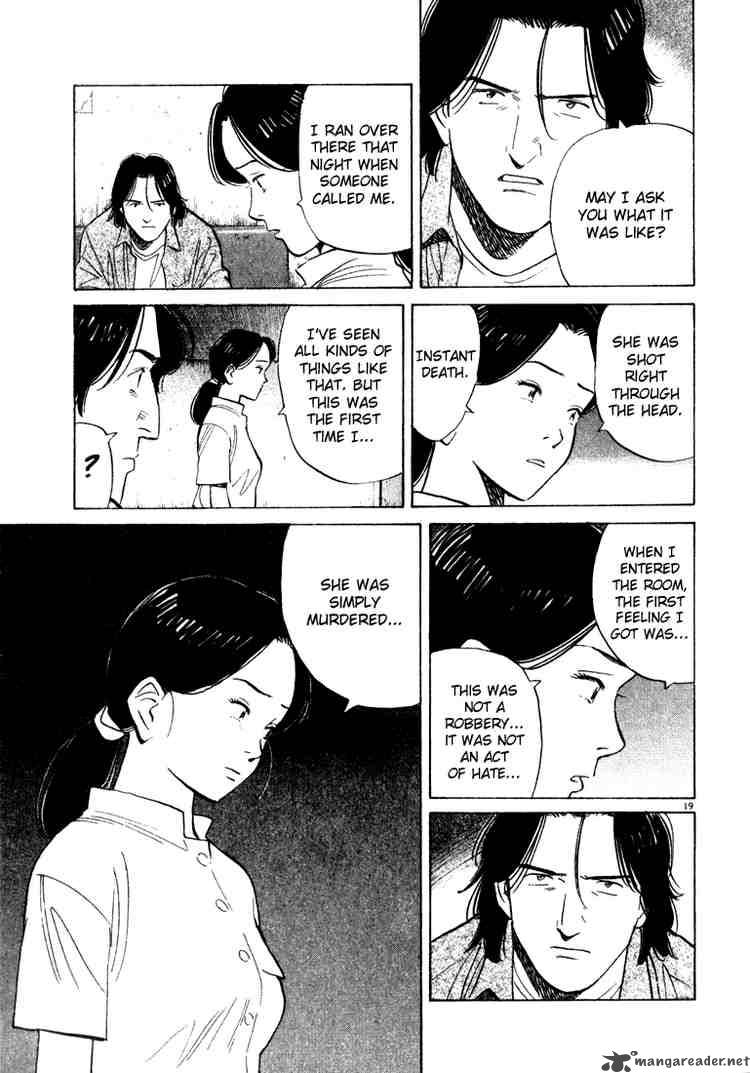 MAY I ASK
YOU WHAT IT
WAS LIKE?
I RAN OVER
THERE THAT
NIGHT WHEN
SOMEONE
CALLED ME.
SHE WAS
SHOT
RIGHT
THROUGH
THE HEAD.
INSTANT
DEATH.
I'VE SEEN
ALL KINDS OF
THINGS LIKE
THAT. BUT
THIS WAS
THE FIRST
TIME I...
?
WHEN I
ENTERED
THE ROOM,
THE FIRST
FEELING I
GOT WAS...
THIS WAS
NOT A
ROBBERY...
IT WAS NOT
AN ACT
OF HATE...
19
SHE WAS
SIMPLY
MURDERED...
mangareader.net